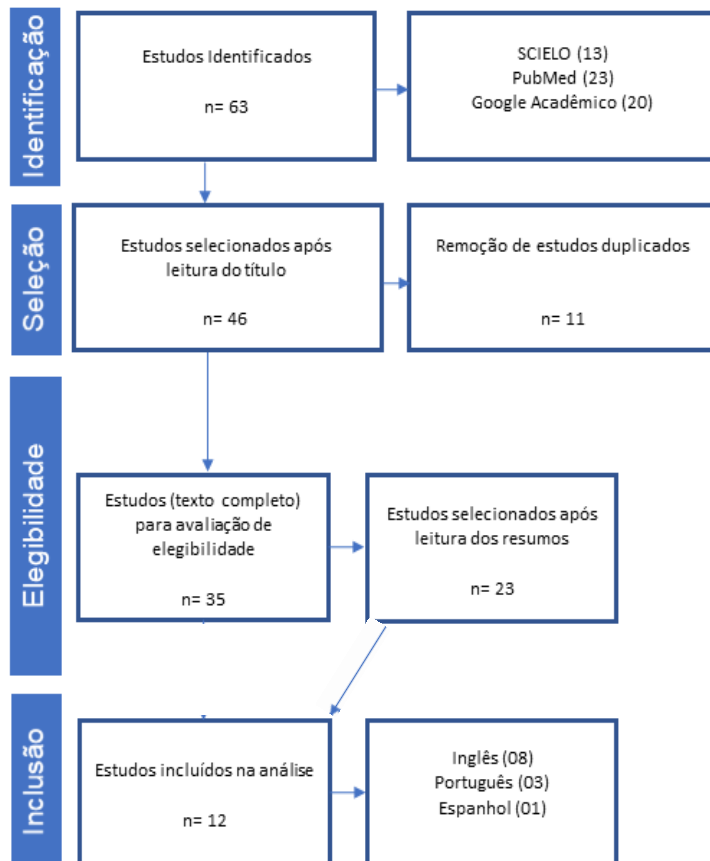 Identificação
Estudos Identificados
n= 63
SCIELO (13)
PubMed (23)
Google Acadêmico (20)
Seleção
Estudos selecionados após
leitura do título
n= 46
Remoção de estudos duplicados
n= 11
Elegibilidade
Estudos (texto completo)
para avaliação de
elegibilidade
n= 35
Estudos selecionados após
leitura dos resumos
n= 23
Inclusão
Estudos incluídos na análise
n= 12
Inglês (08)
Português (03)
Espanhol (01)